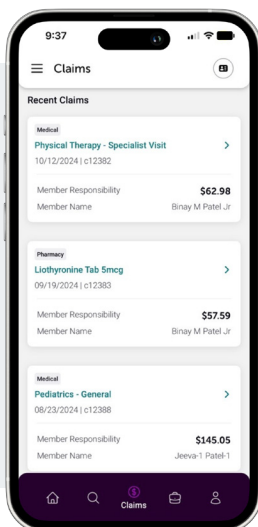 9:37
Claims
Recent Claims
Medical
Physical Therapy - Specialist Visit
10/12/2024 | c12382
Member Responsibility $62.98
Member Name Binay M Patel Jr
Pharmacy
Liothyronine Tab 5mcg
09/19/2024 | c12383
Member Responsibility $57.59
Member Name Binay M Patel Jr
Medical
Pediatrics - General
08/23/2024 | c12388
Member Responsibility $145.05
Member Name Jeeva-1 Patel-1
Claims